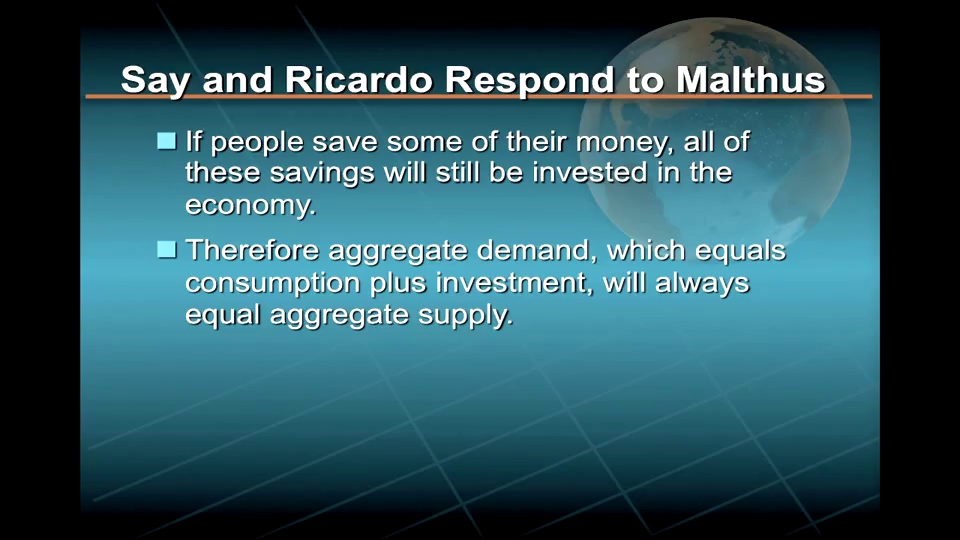 Say and Ricardo Respond to Malthus
If people save some of their money, all of
these savings will still be invested in the
economy.
Therefore aggregate demand, which equals
consumption plus investment, will always
equal aggregate supply.